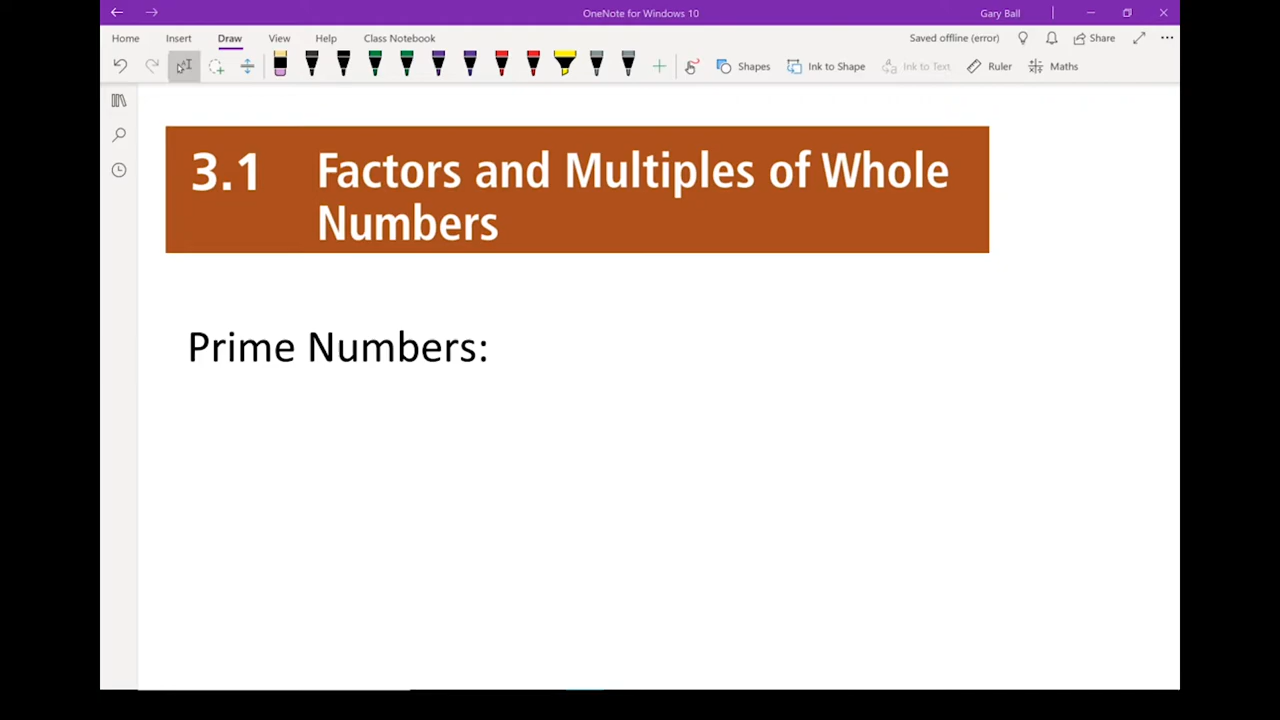 OneNote for Windows 10
Gary Ball
Home Insert Draw View Help Class Notebook
Saved offline (error)
Share
Shapes
Ink to Shape
Ink to Text
Ruler
Maths
3.1 Factors and Multiples of Whole
Numbers
Prime Numbers: